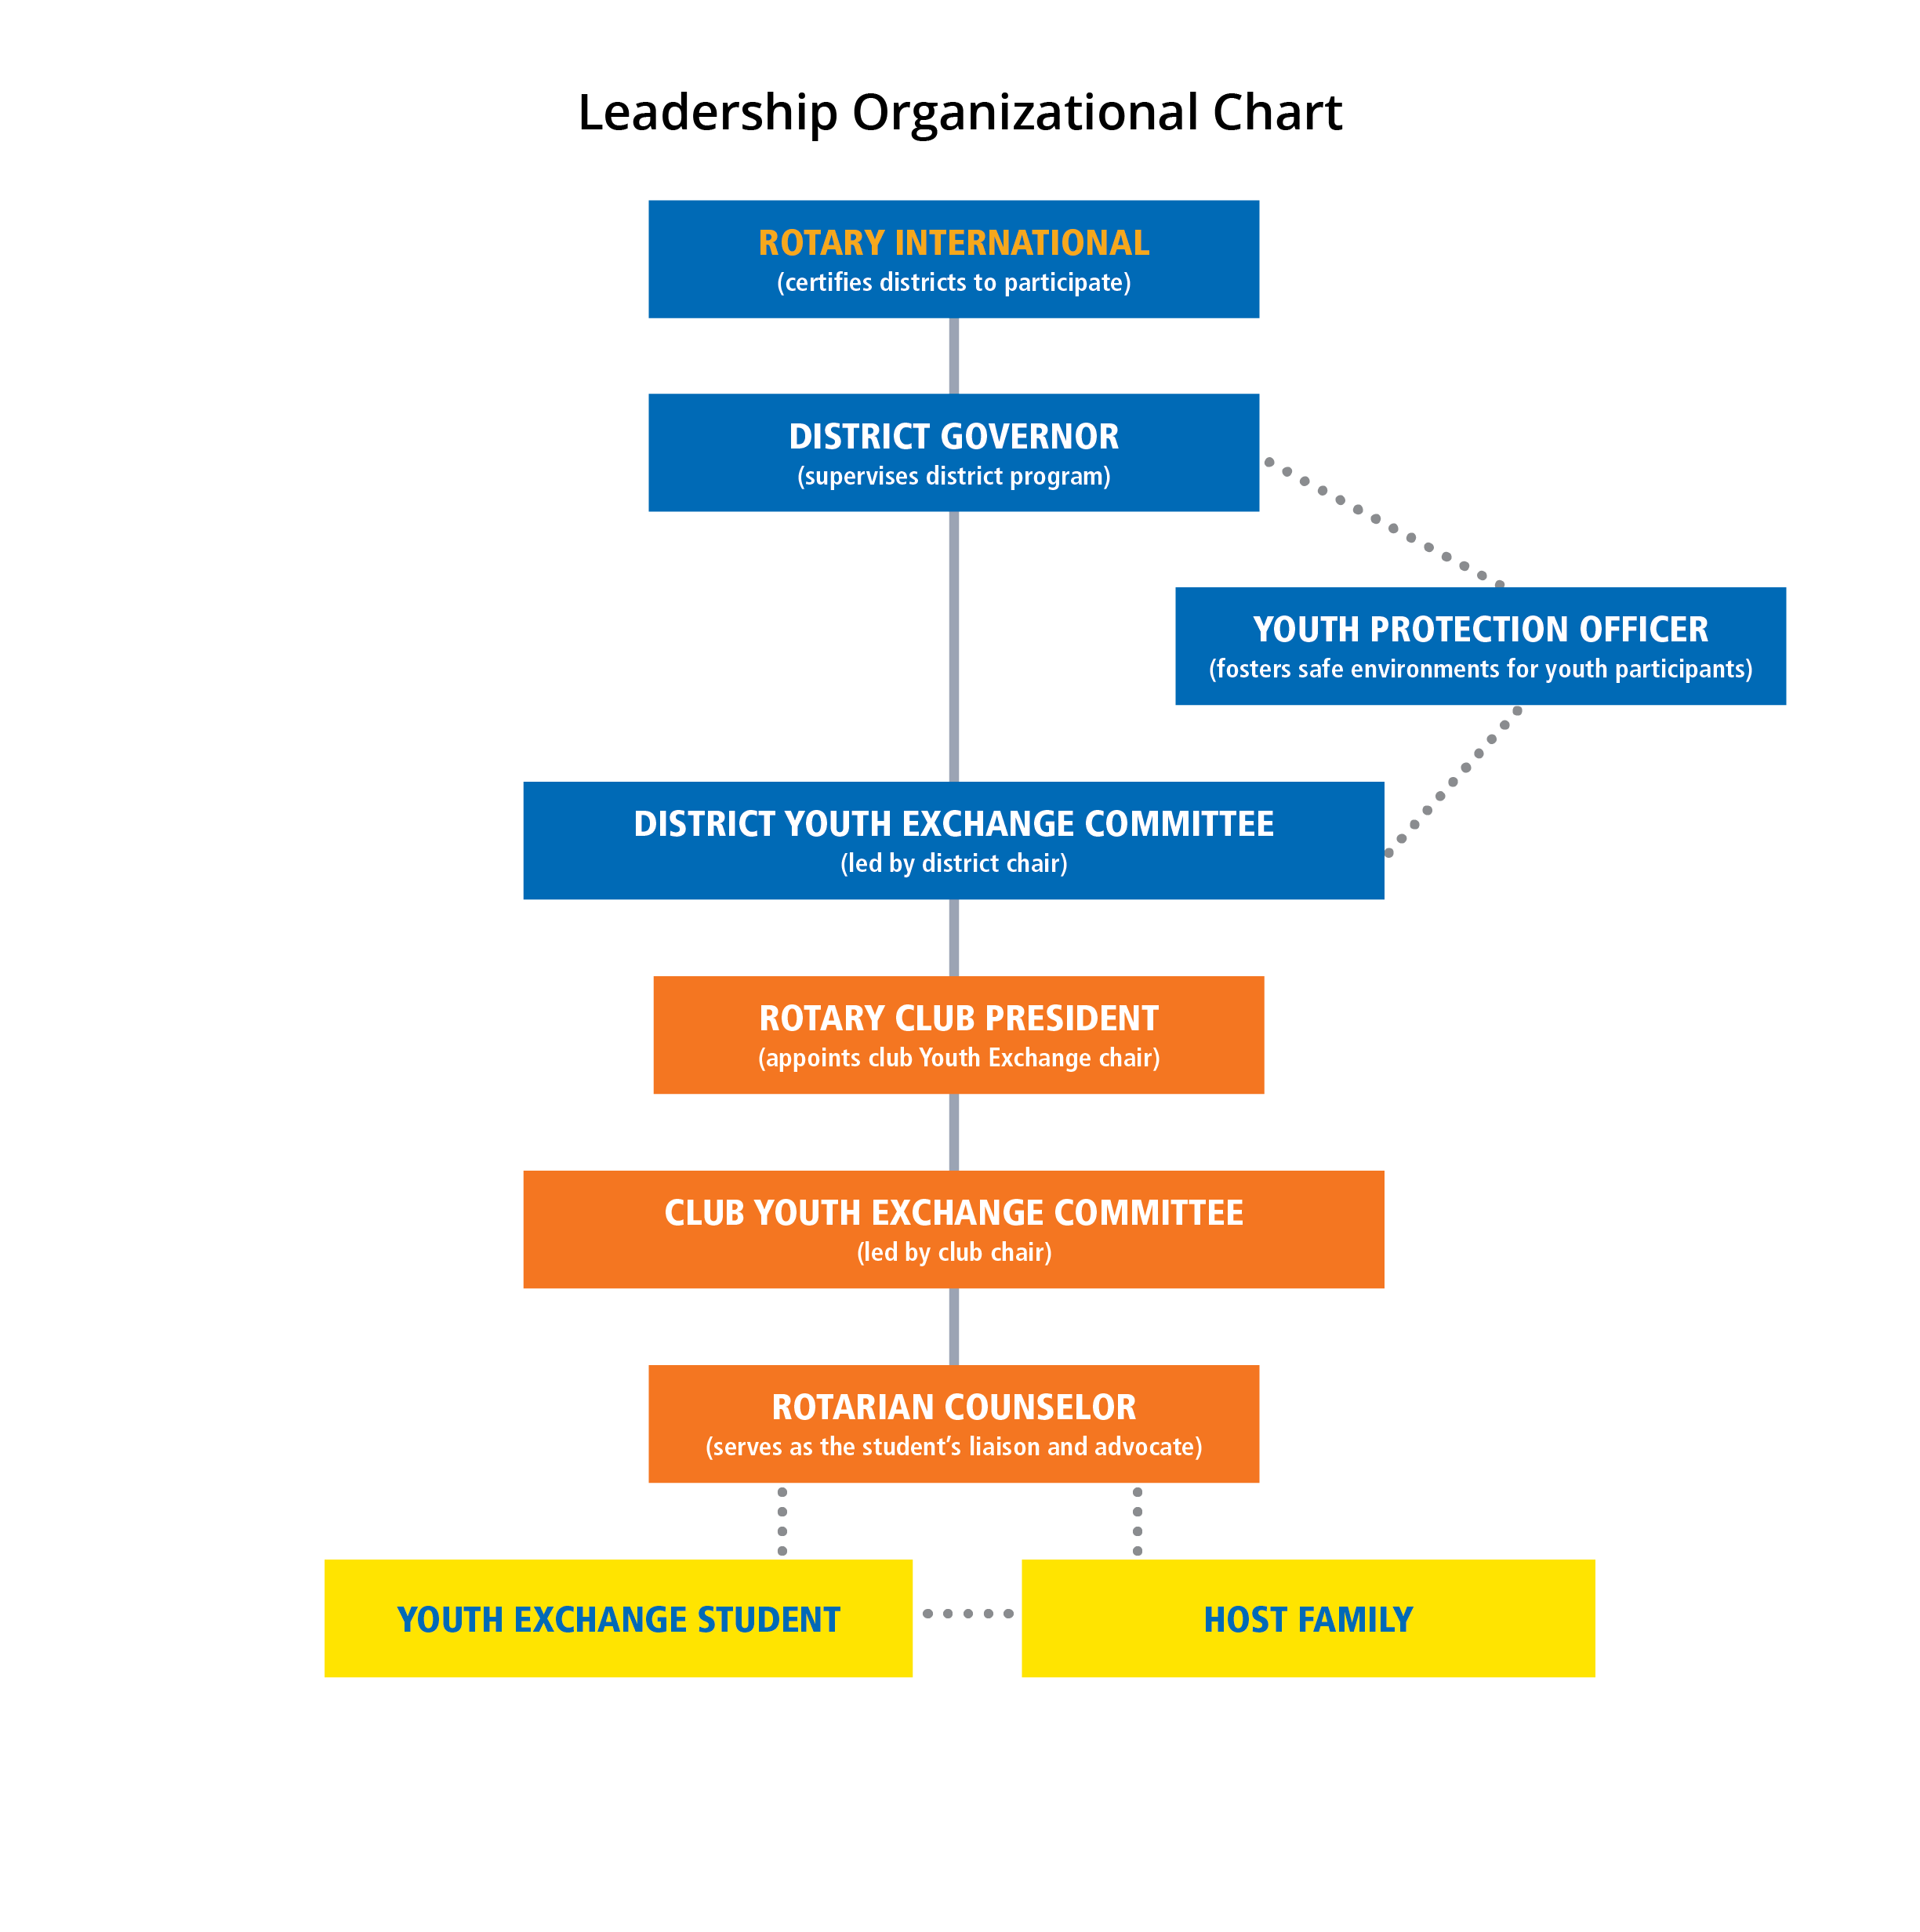 Leadership Organizational Chart
ROTARY INTERNATIONAL
(certifies districts to participate)
DISTRICT GOVERNOR
(supervises district program)
YOUTH PROTECTION OFFICER
(fosters safe environments for youth participants)
DISTRICT YOUTH EXCHANGE COMMITTEE
(led by district chair)
ROTARY CLUB PRESIDENT
(appoints club Youth Exchange chair)
CLUB YOUTH EXCHANGE COMMITTEE
(led by club chair)
ROTARIAN COUNSELOR
(serves as the student’s liaison and advocate)
YOUTH EXCHANGE STUDENT
HOST FAMILY